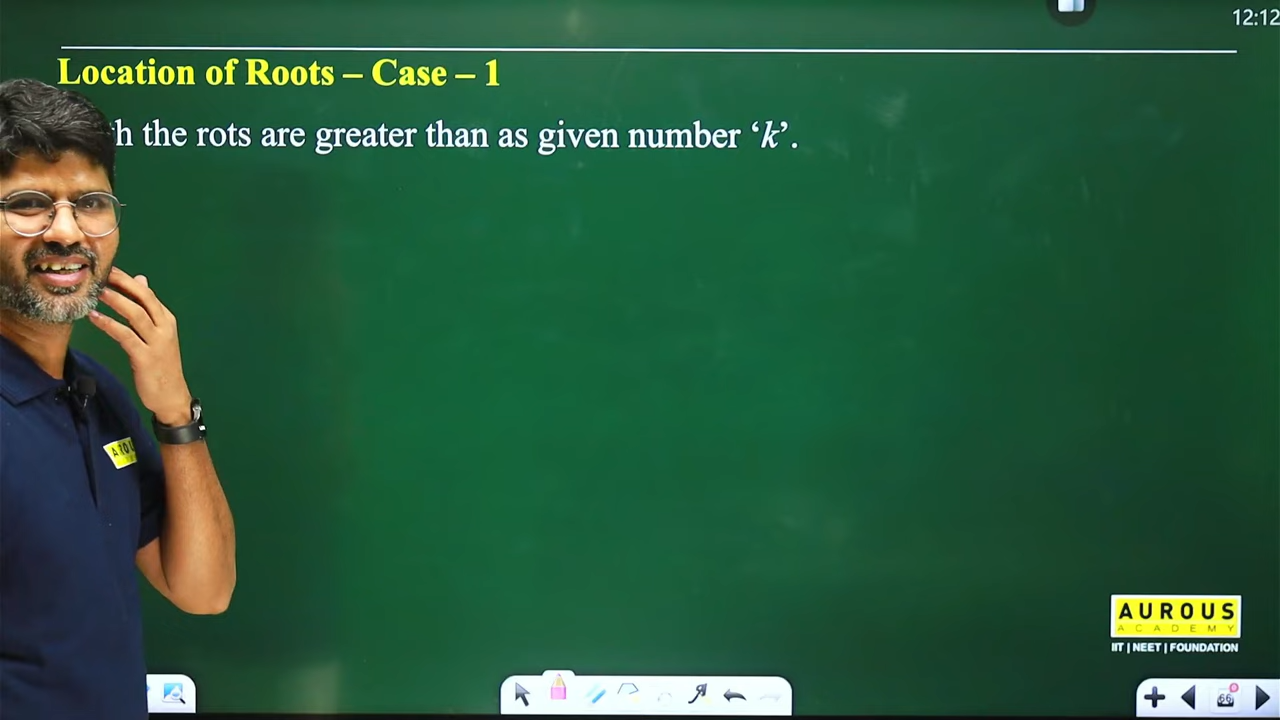 12:12
Location of Roots – Case – 1
the rots are greater than as given number ‘k’.
AUROUS
ACADEMY
IIT | NEET | FOUNDATION
66